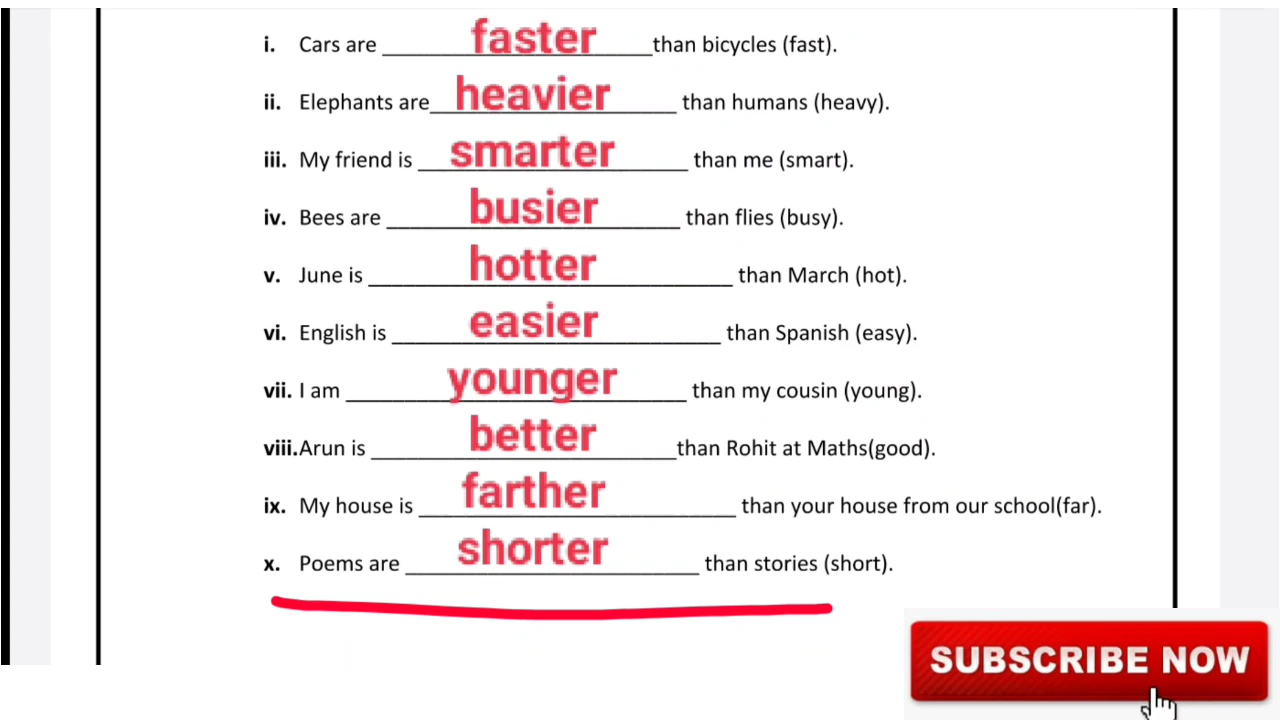 i. Cars are faster than bicycles (fast).
ii. Elephants are heavier than humans (heavy).
iii. My friend is smarter than me (smart).
iv. Bees are busier than flies (busy).
v. June is hotter than March (hot).
vi. English is easier than Spanish (easy).
vii. I am younger than my cousin (young).
viii.Arun is better than Rohit at Maths(good).
ix. My house is farther than your house from our school(far).
x. Poems are shorter than stories (short).
SUBSCRIBE NOW